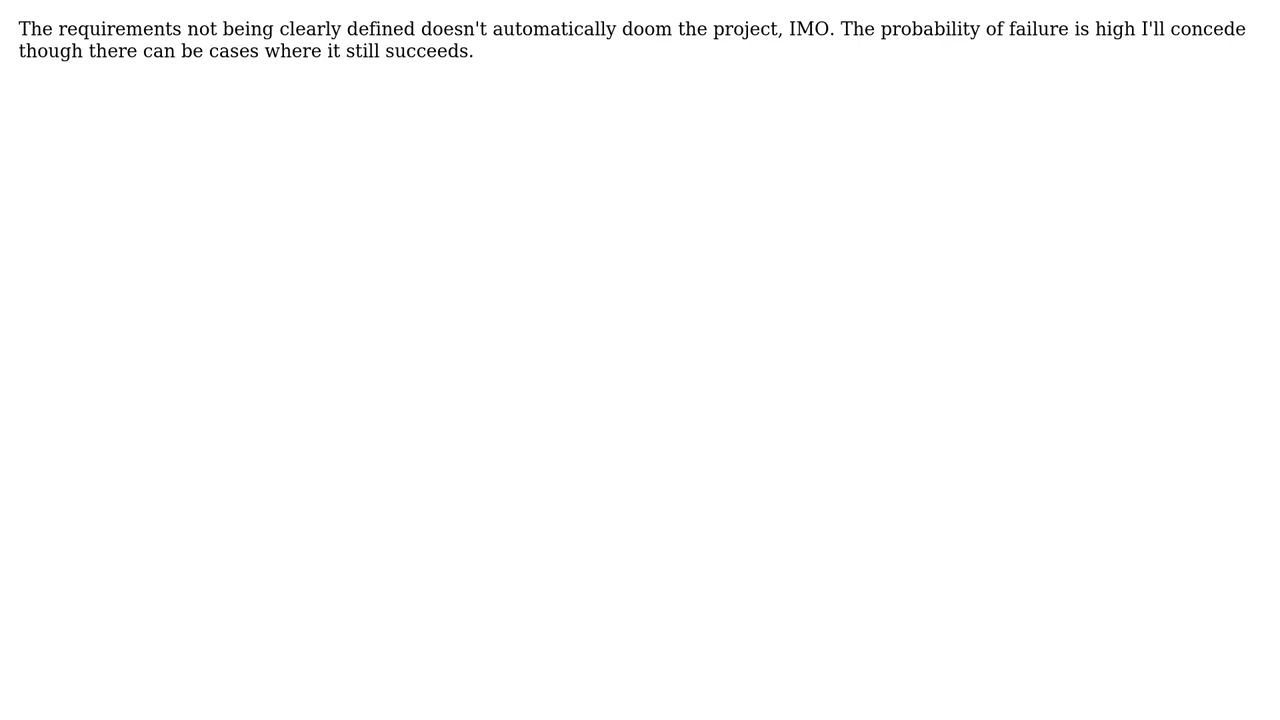 The requirements not being clearly defined doesn't automatically doom the project, IMO. The probability of failure is high I'll concede
though there can be cases where it still succeeds.